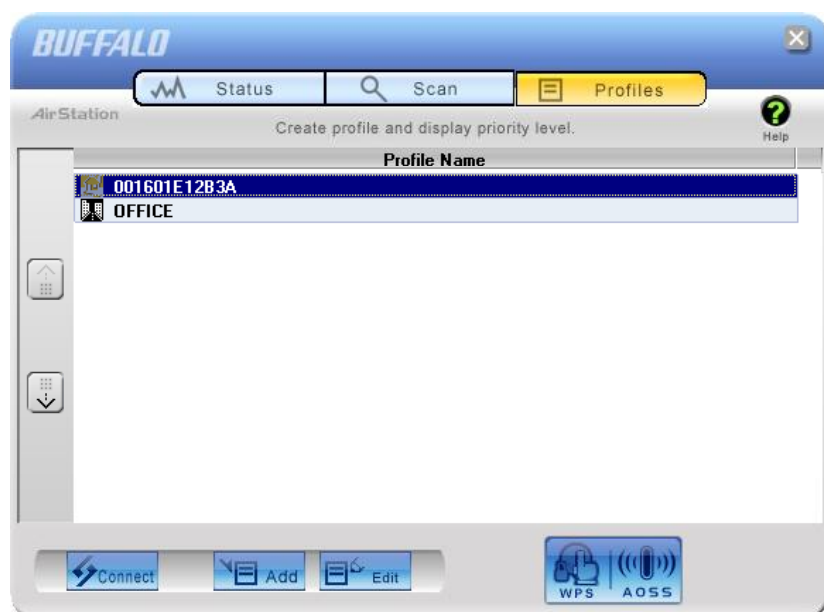 BUFFALO
Status Scan Profiles
AirStation
Create profile and display priority level.
Help
Profile Name
001601E12B3A
OFFICE
Connect Add Edit
WPS AOSS